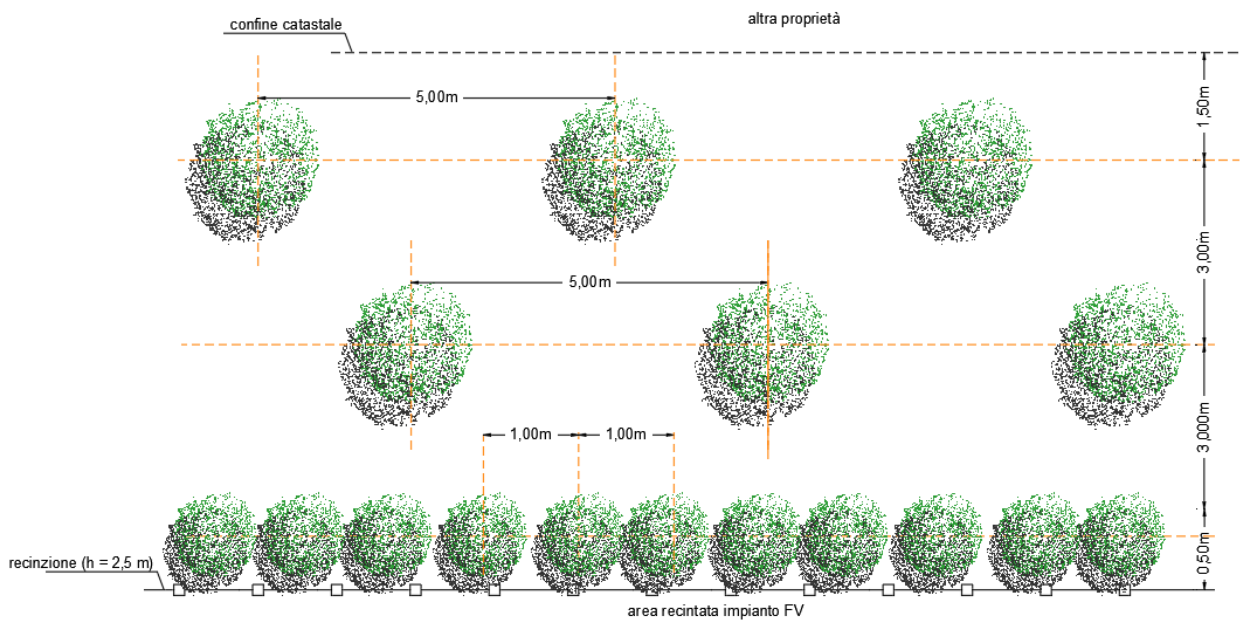 altra proprietà
confine catastale
5,00m
1,50m
3,00m
5,00m
3,000m
1,00m
1,00m
0,50m
recinzione (h = 2,5 m)
area recintata impianto FV